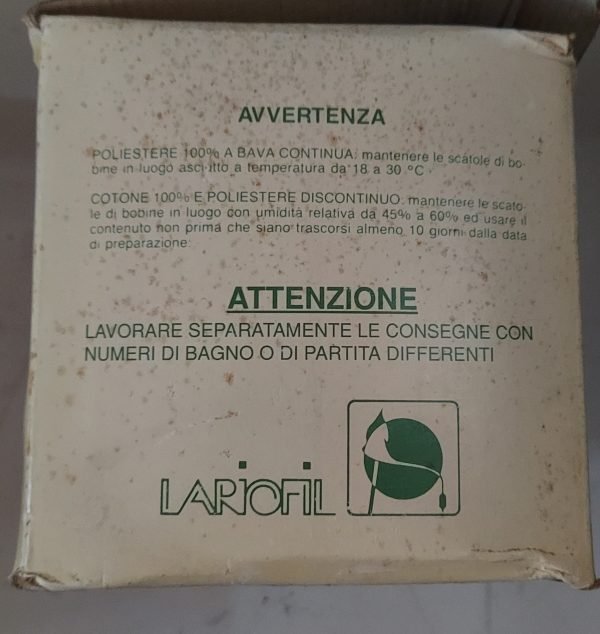 AVVERTENZA
POLIESTERE 100% A BAVA CONTINUA: mantenere le scatole di bo-
bine in luogo asciutto a temperatura da 18 a 30 °C.
COTONE 100% E POLIESTERE DISCONTINUO: mantenere le scato-
le di bobine in luogo con umidità relativa da 45% a 60% ed usare il
contenuto non prima che siano trascorsi almeno 10 giorni dalla data
di preparazione.
ATTENZIONE
LAVORARE SEPARATAMENTE LE CONSEGNE CON
NUMERI DI BAGNO O DI PARTITA DIFFERENTI
LARIOFIL